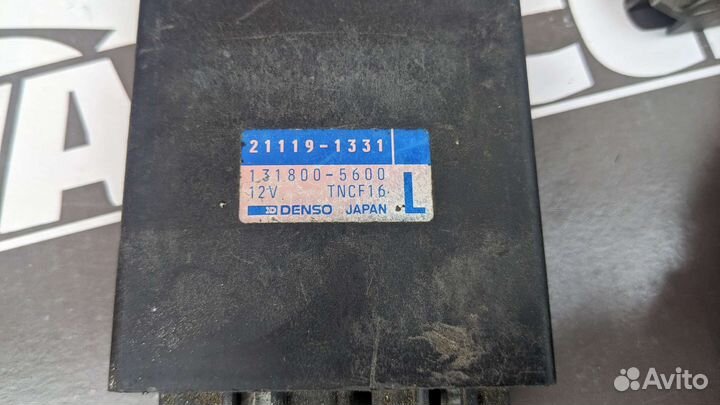 21119-1331
131800-5600
12V TNCF16 L
DENSO JAPAN
Avito